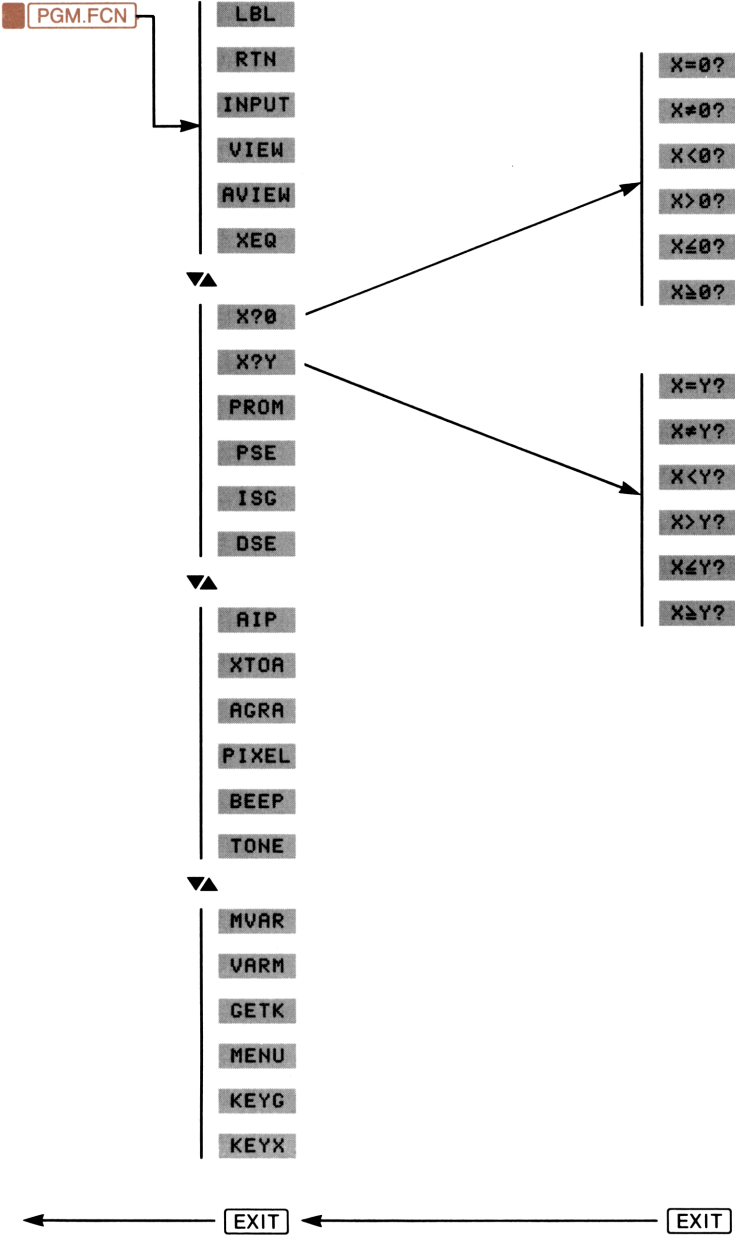 PGM.FCN
LBL
RTN
INPUT
VIEW
AVIEW
XEQ
X?0
X?Y
PROM
PSE
ISG
DSE
AIP
XTOA
AGRA
PIXEL
BEEP
TONE
MVAR
VARM
GETK
MENU
KEYG
KEYX
X=0?
X≠0?
X<0?
X>0?
X≤0?
X≥0?
X=Y?
X≠Y?
X<Y?
X>Y?
X≤Y?
X≥Y?
EXIT
EXIT